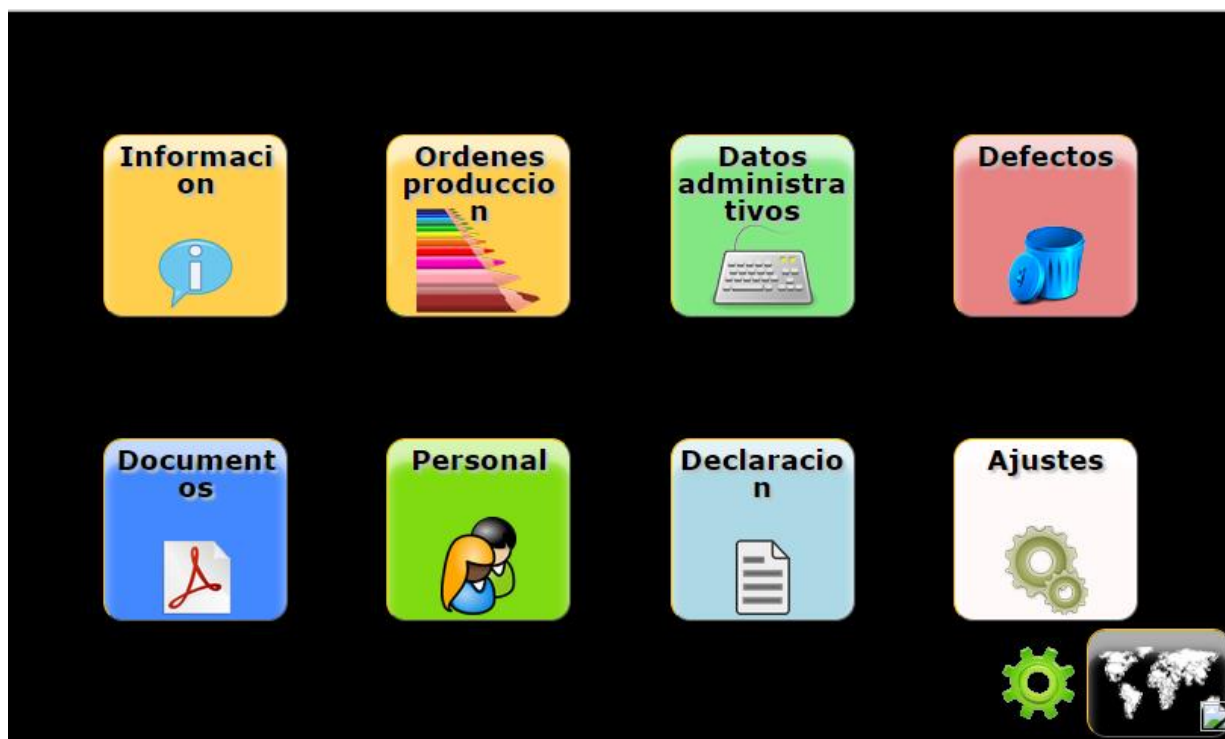 Informaci
on
Ordenes
produccio
n
Datos
administra
tivos
Defectos
Document
os
Personal
Declaracio
n
Ajustes